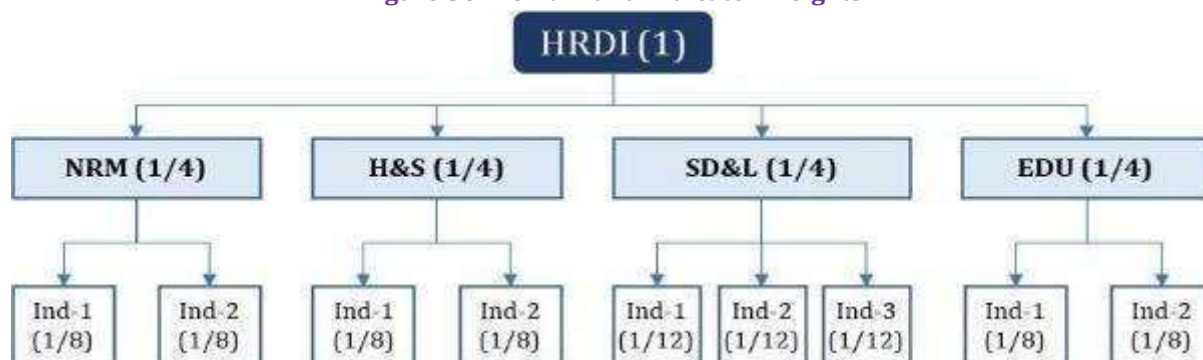 HRDI (1)
NRM (1/4) H&S (1/4) SD&L (1/4) EDU (1/4)
Ind-1 Ind-2 Ind-1 Ind-2 Ind-1 Ind-2 Ind-3 Ind-1 Ind-2
(1/8) (1/8) (1/8) (1/8) (1/12) (1/12) (1/12) (1/8) (1/8)